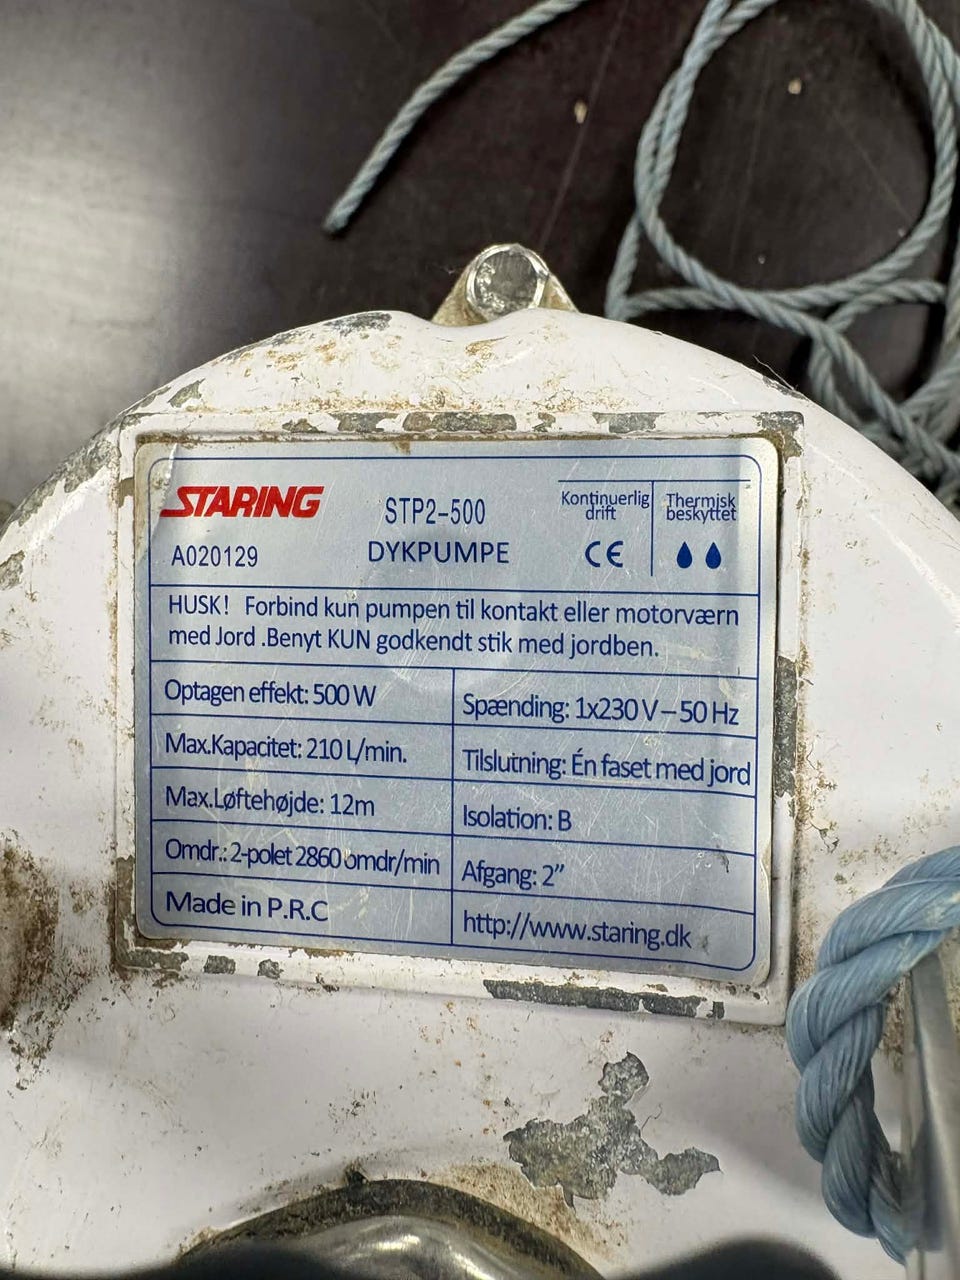 STARING
A020129
STP2-500
DYKPUMPE
Kontinuerlig
drift
CE
Thermisk
beskyttet
HUSK! Forbind kun pumpen til kontakt eller motorværn
med Jord .Benyt KUN godkendt stik med jordben.
Optagen effekt: 500 W
Spænding: 1x230 V – 50 Hz
Max.Kapacitet: 210 L/min.
Tilslutning: Én faset med jord
Max.Løftehøjde: 12m
Isolation: B
Omdr.: 2-polet 2860 omdr/min
Afgang: 2”
Made in P.R.C
http://www.staring.dk